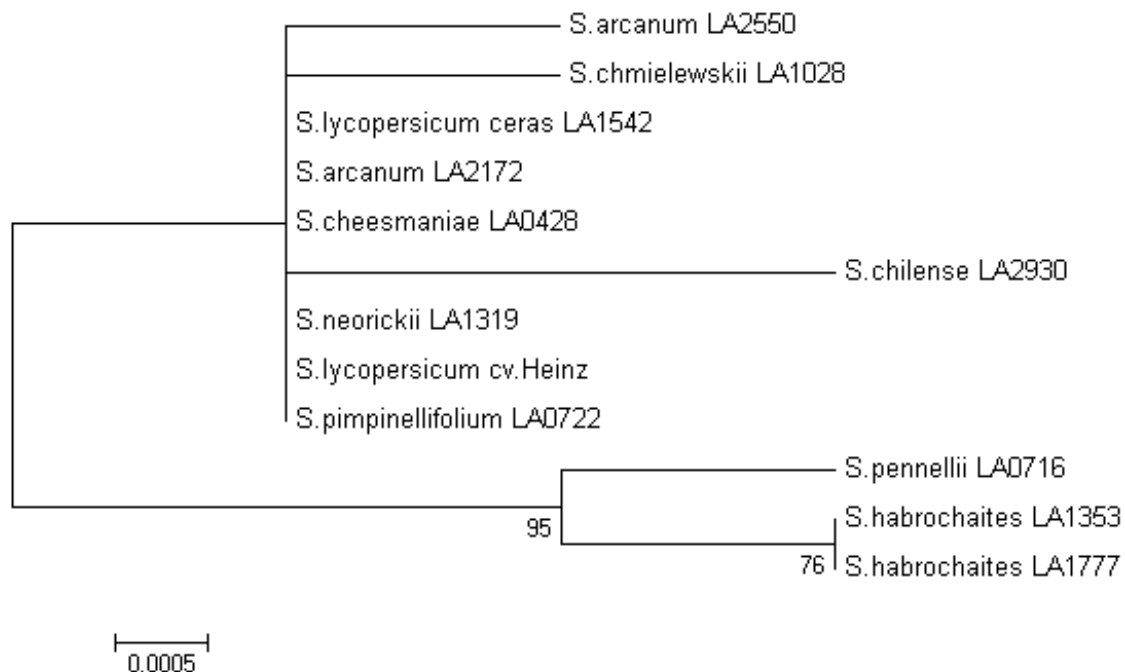 S.arcanum LA2550
S.chmielewskii LA1028
S.lycopersicum ceras LA1542
S.arcanum LA2172
S.cheesmaniae LA0428
S.chilense LA2930
S.neorickii LA1319
S.lycopersicum cv.Heinz
S.pimpinellifolium LA0722
S.pennellii LA0716
S.habrochaites LA1353
95
S.habrochaites LA1777
76
0.0005